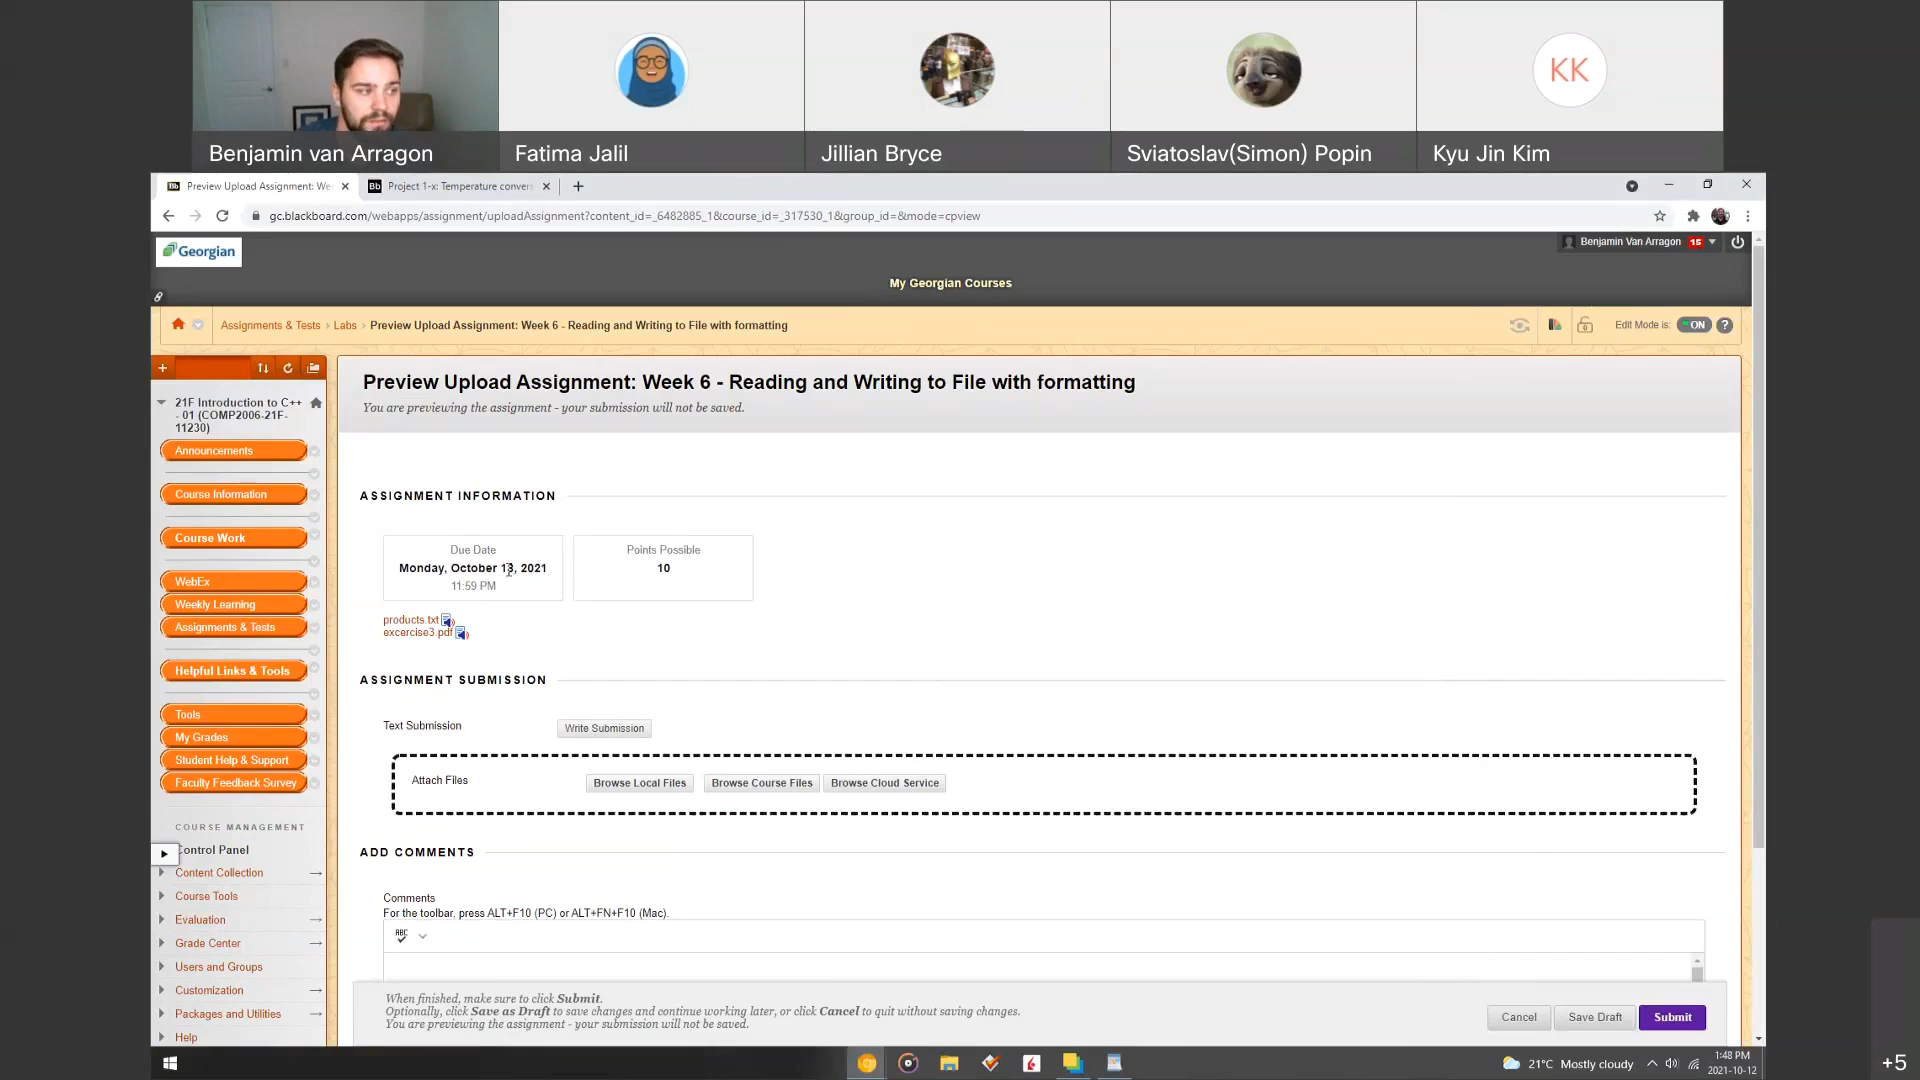 KK
Benjamin van Arragon
Fatima Jalil
Jillian Bryce
Sviatoslav(Simon) Popin
Kyu Jin Kim
Bb Preview Upload Assignment: We
Bb Project 1-x: Temperature conver
gc.blackboard.com/webapps/assignment/uploadAssignment?content_id=_6482885_1&course_id=_317530_1&group_id=&mode=cpview
Georgian
Benjamin Van Arragon 15
My Georgian Courses
Assignments & Tests
Labs
Preview Upload Assignment: Week 6 - Reading and Writing to File with formatting
Edit Mode is: ON ?
21F Introduction to C++
- 01 (COMP2006-21F-
11230)
Announcements
Course Information
Course Work
WebEx
Weekly Learning
Assignments & Tests
Helpful Links & Tools
Tools
My Grades
Student Help & Support
Faculty Feedback Survey
COURSE MANAGEMENT
Control Panel
Content Collection
Course Tools
Evaluation
Grade Center
Users and Groups
Customization
Packages and Utilities
Help
Preview Upload Assignment: Week 6 - Reading and Writing to File with formatting
You are previewing the assignment - your submission will not be saved.
ASSIGNMENT INFORMATION
Due Date
Monday, October , 2021
11:59 PM
Points Possible
10
products.txt
excercise3.pdf
ASSIGNMENT SUBMISSION
Text Submission
Write Submission
Attach Files
Browse Local Files
Browse Course Files
Browse Cloud Service
ADD COMMENTS
Comments
For the toolbar, press ALT+F10 (PC) or ALT+FN+F10 (Mac).
ABC
When finished, make sure to click Submit.
Optionally, click Save as Draft to save changes and continue working later, or click Cancel to quit without saving changes.
You are previewing the assignment - your submission will not be saved.
Cancel
Save Draft
Submit
21°C Mostly cloudy
1:48 PM
2021-10-12
+5